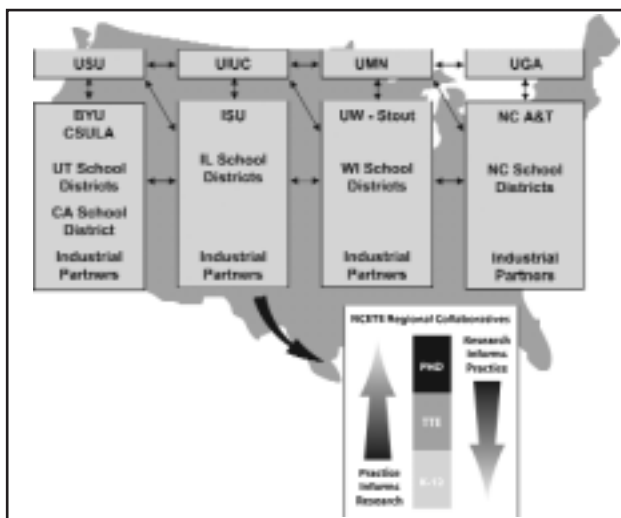 USU
UIUC
UMN
UGA
BYU
CSULA
UT School
Districts
CA School
District
Industrial
Partners
ISU
IL School
Districts
Industrial
Partners
UW - Stout
WI School
Districts
Industrial
Partners
NC A&T
NC School
Districts
Industrial
Partners
NCETE Regional Collaboratives
Research
Informs
Practice
PHD
TTE
K-12
Practice
Informs
Research